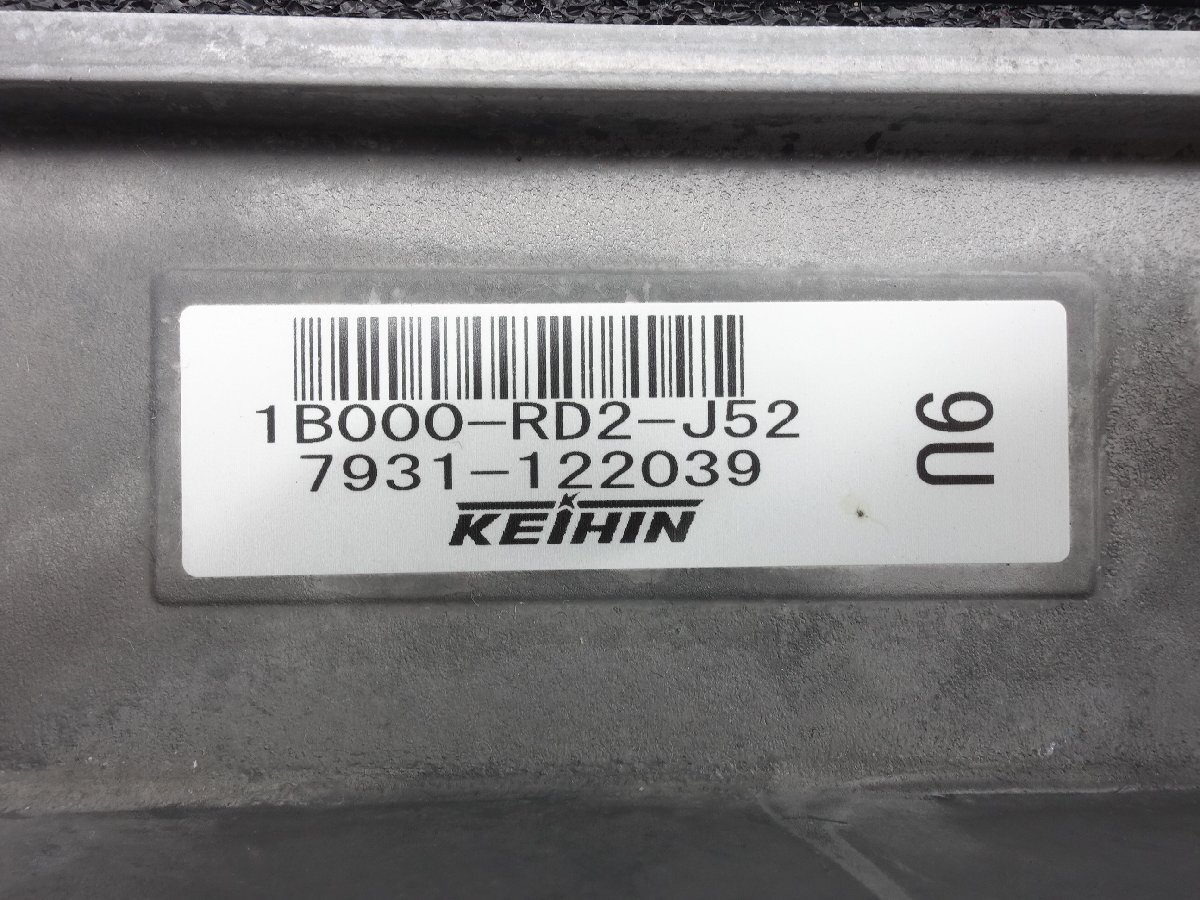 1B000-RD2-J52
7931-122039
KEIHIN
9U